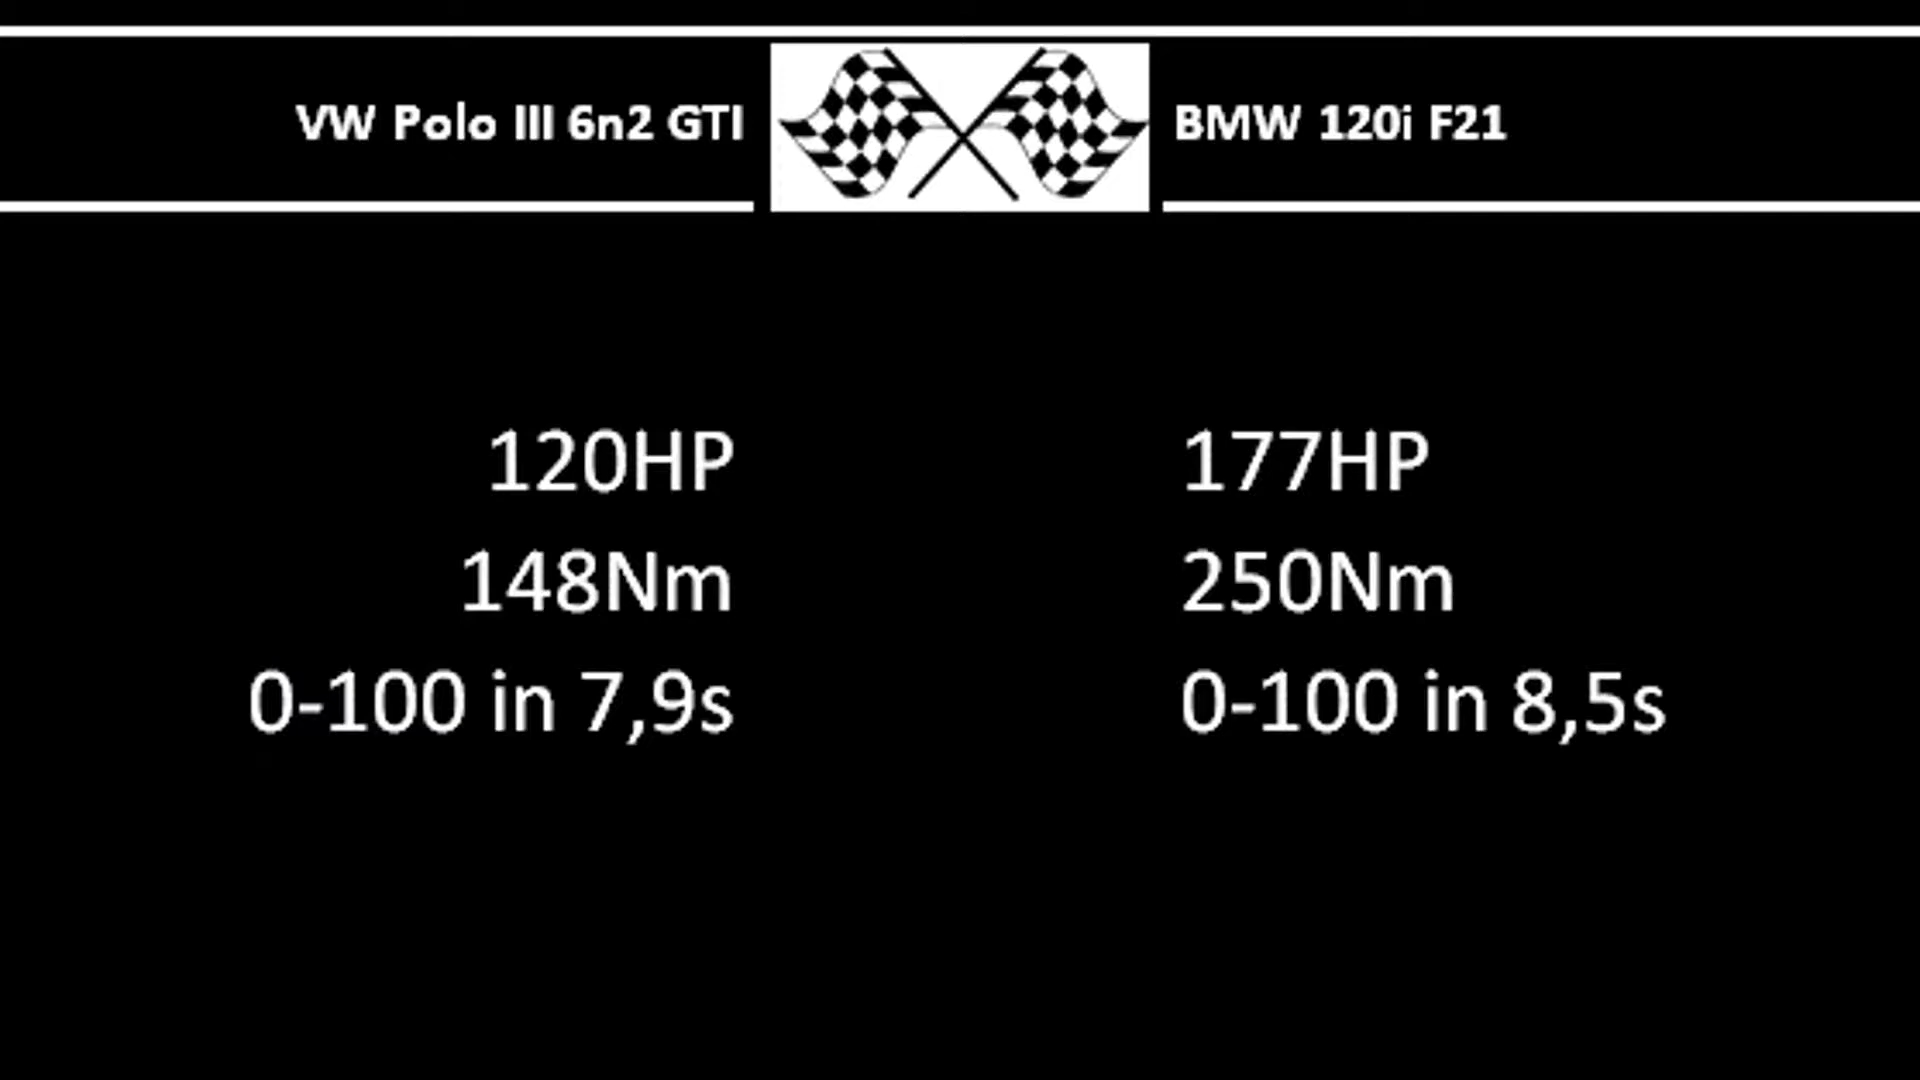 VW Polo III 6n2 GTI
BMW 120i F21
120HP
148Nm
0-100 in 7,9s
177HP
250Nm
0-100 in 8,5s